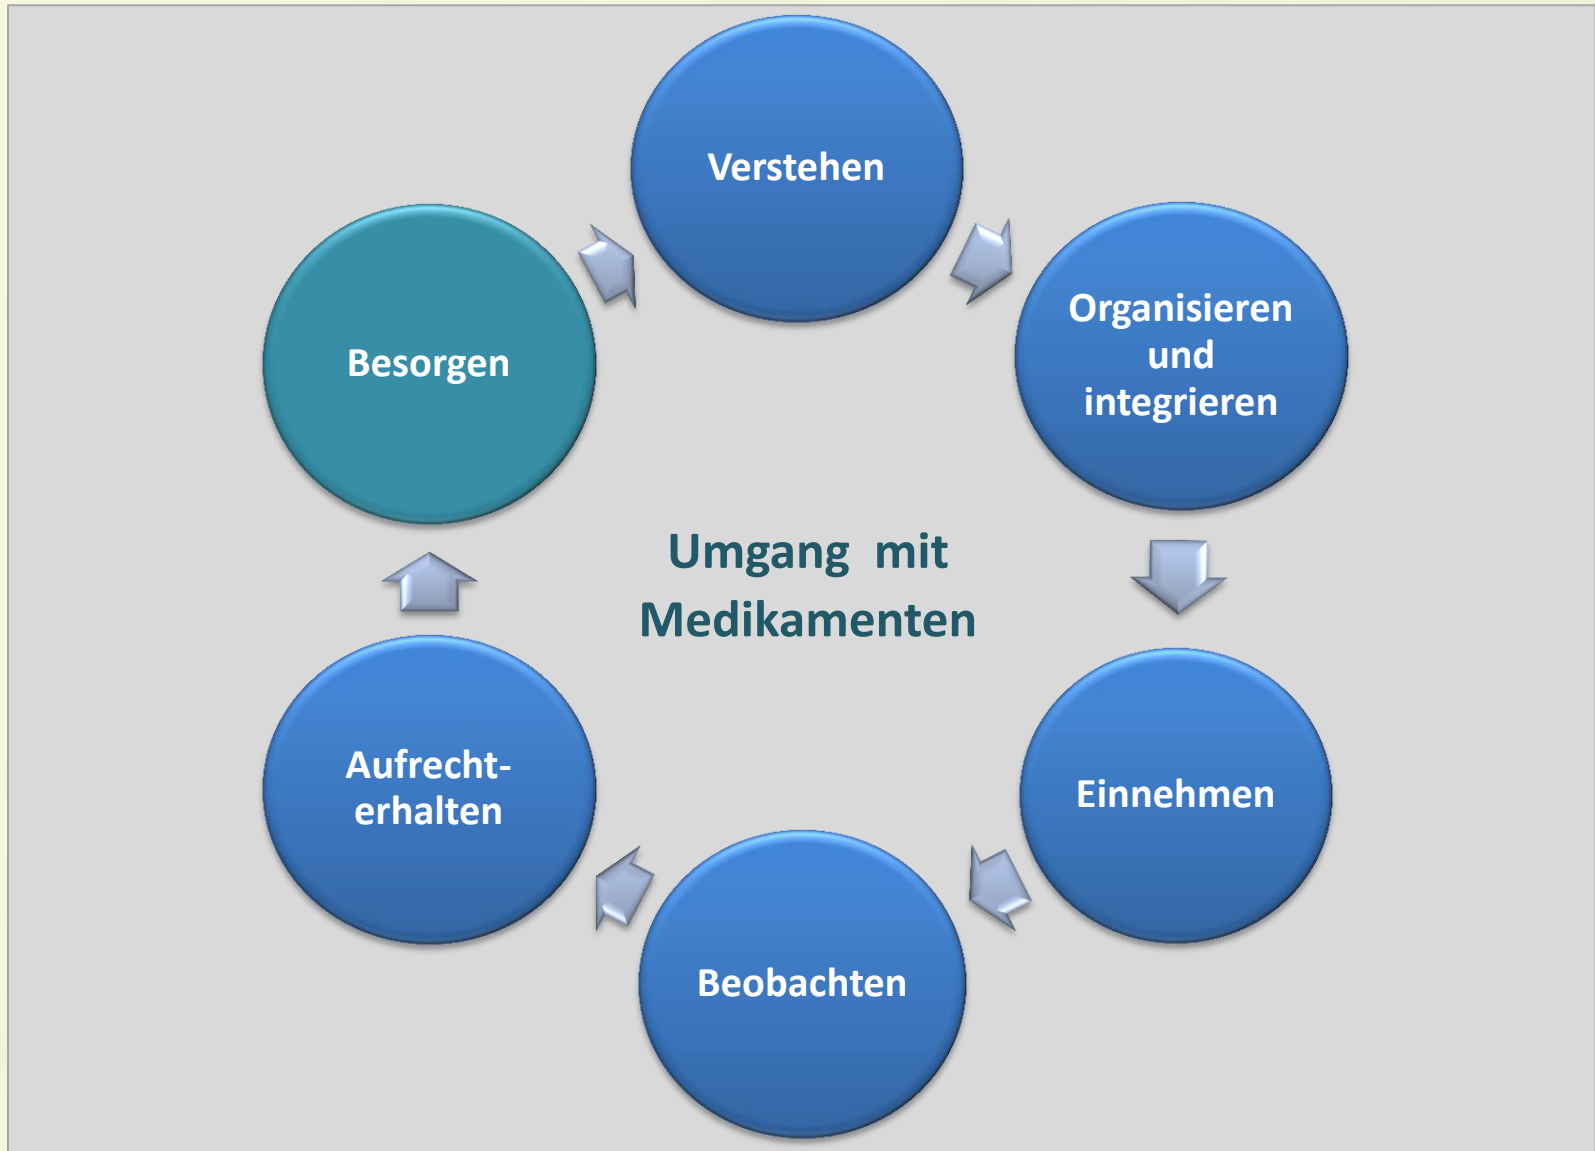 Verstehen
Organisieren
und
integrieren
Einnehmen
Beobachten
Aufrecht-
erhalten
Besorgen
Umgang mit
Medikamenten